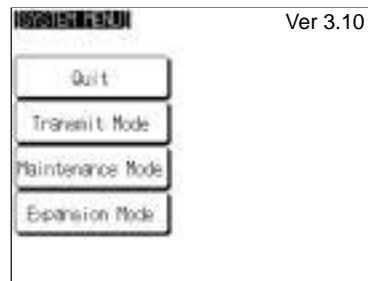 [SYSTEM MENU]
Ver 3.10
Quit
Transmit Mode
Maintenance Mode
Expansion Mode